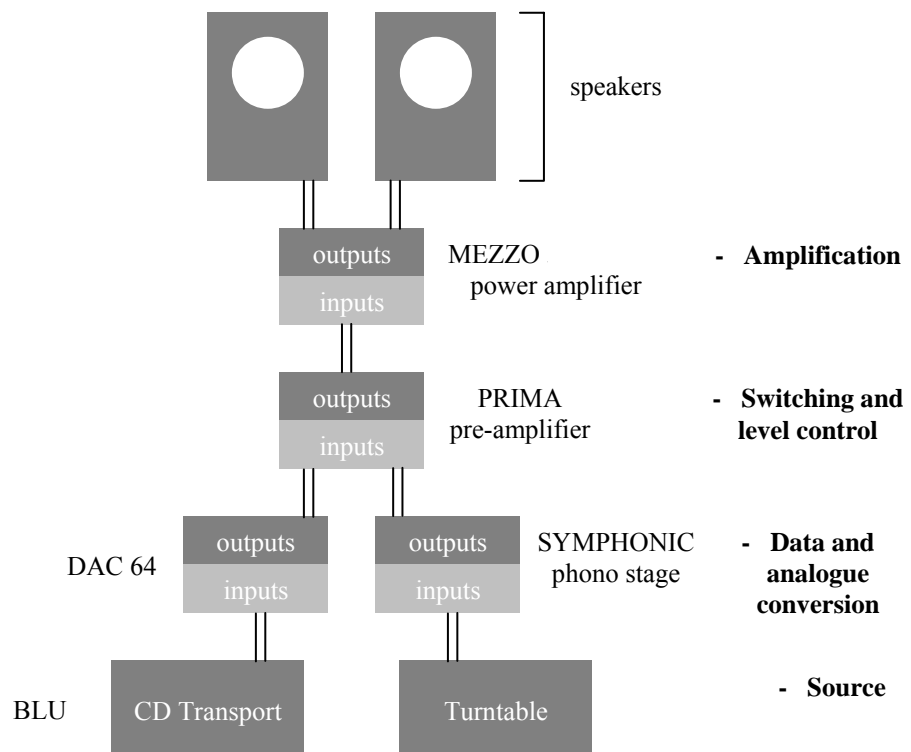 speakers
outputs
MEZZO
- Amplification
inputs
power amplifier
outputs
PRIMA
- Switching and
inputs
pre-amplifier
level control
outputs
outputs
SYMPHONIC
- Data and
DAC 64
inputs
inputs
phono stage
analogue
conversion
- Source
BLU
CD Transport
Turntable